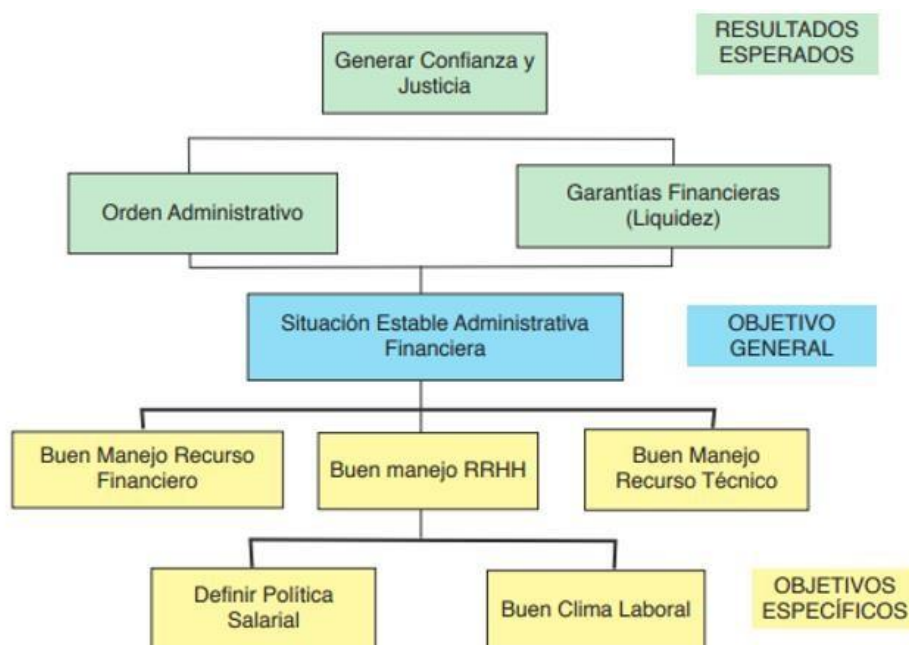 RESULTADOS
ESPERADOS
Generar Confianza y
Justicia
Orden Administrativo
Garantías Financieras
(Liquidez)
Situación Estable Administrativa
Financiera
OBJETIVO
GENERAL
Buen Manejo Recurso
Financiero
Buen manejo RRHH
Buen Manejo
Recurso Técnico
Definir Política
Salarial
Buen Clima Laboral
OBJETIVOS
ESPECÍFICOS